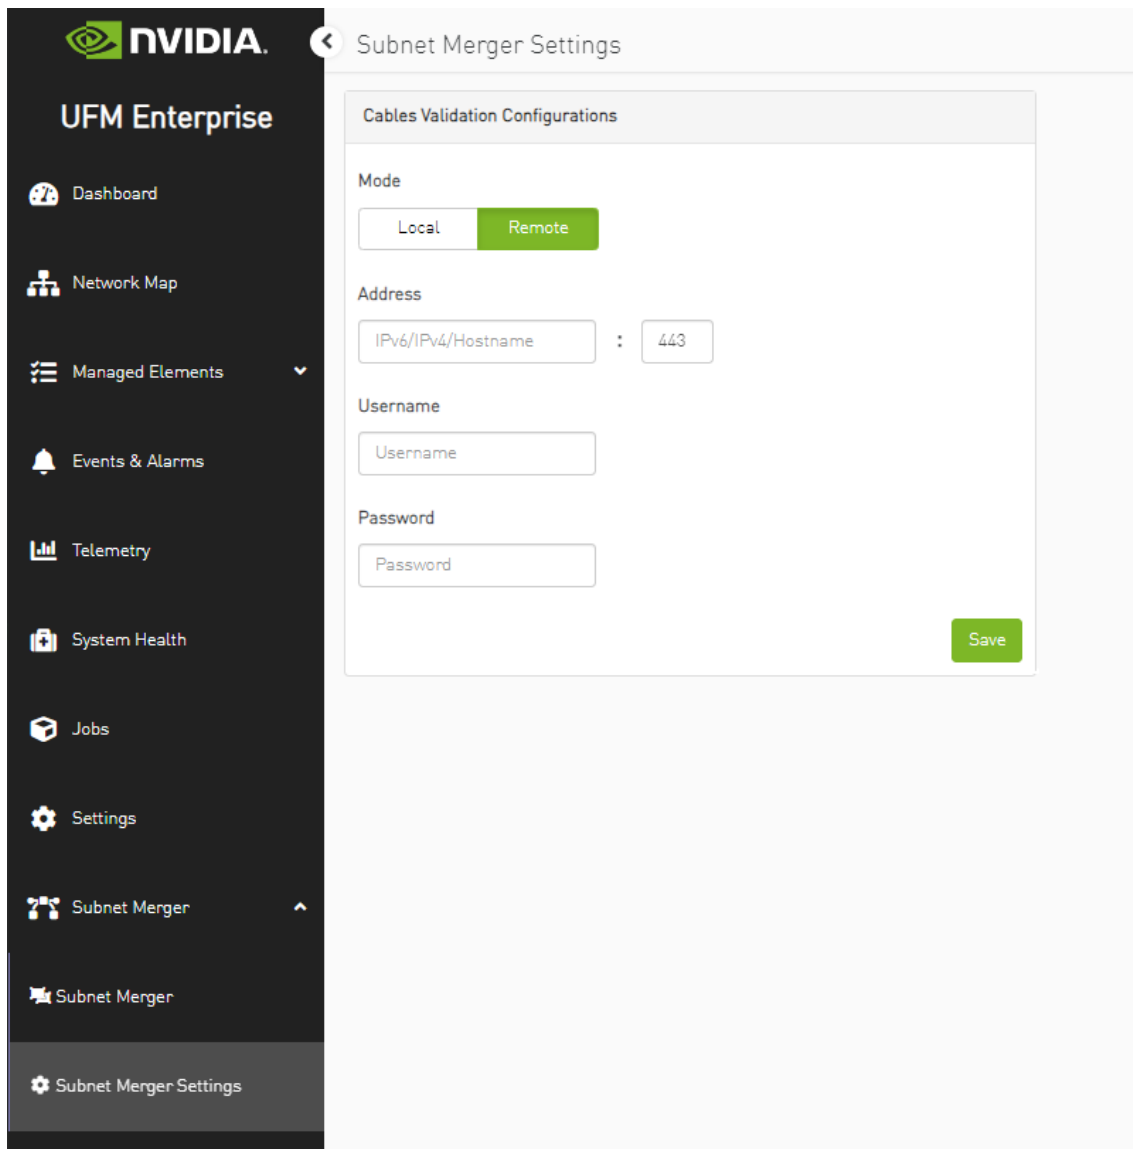 NVIDIA.
Subnet Merger Settings
UFM Enterprise
Dashboard
Network Map
Managed Elements
Events & Alarms
Telemetry
System Health
Jobs
Settings
Subnet Merger
Subnet Merger
Subnet Merger Settings
Cables Validation Configurations
Mode
Local Remote
Address
IPv6/IPv4/Hostname : 443
Username
Username
Password
Password
Save